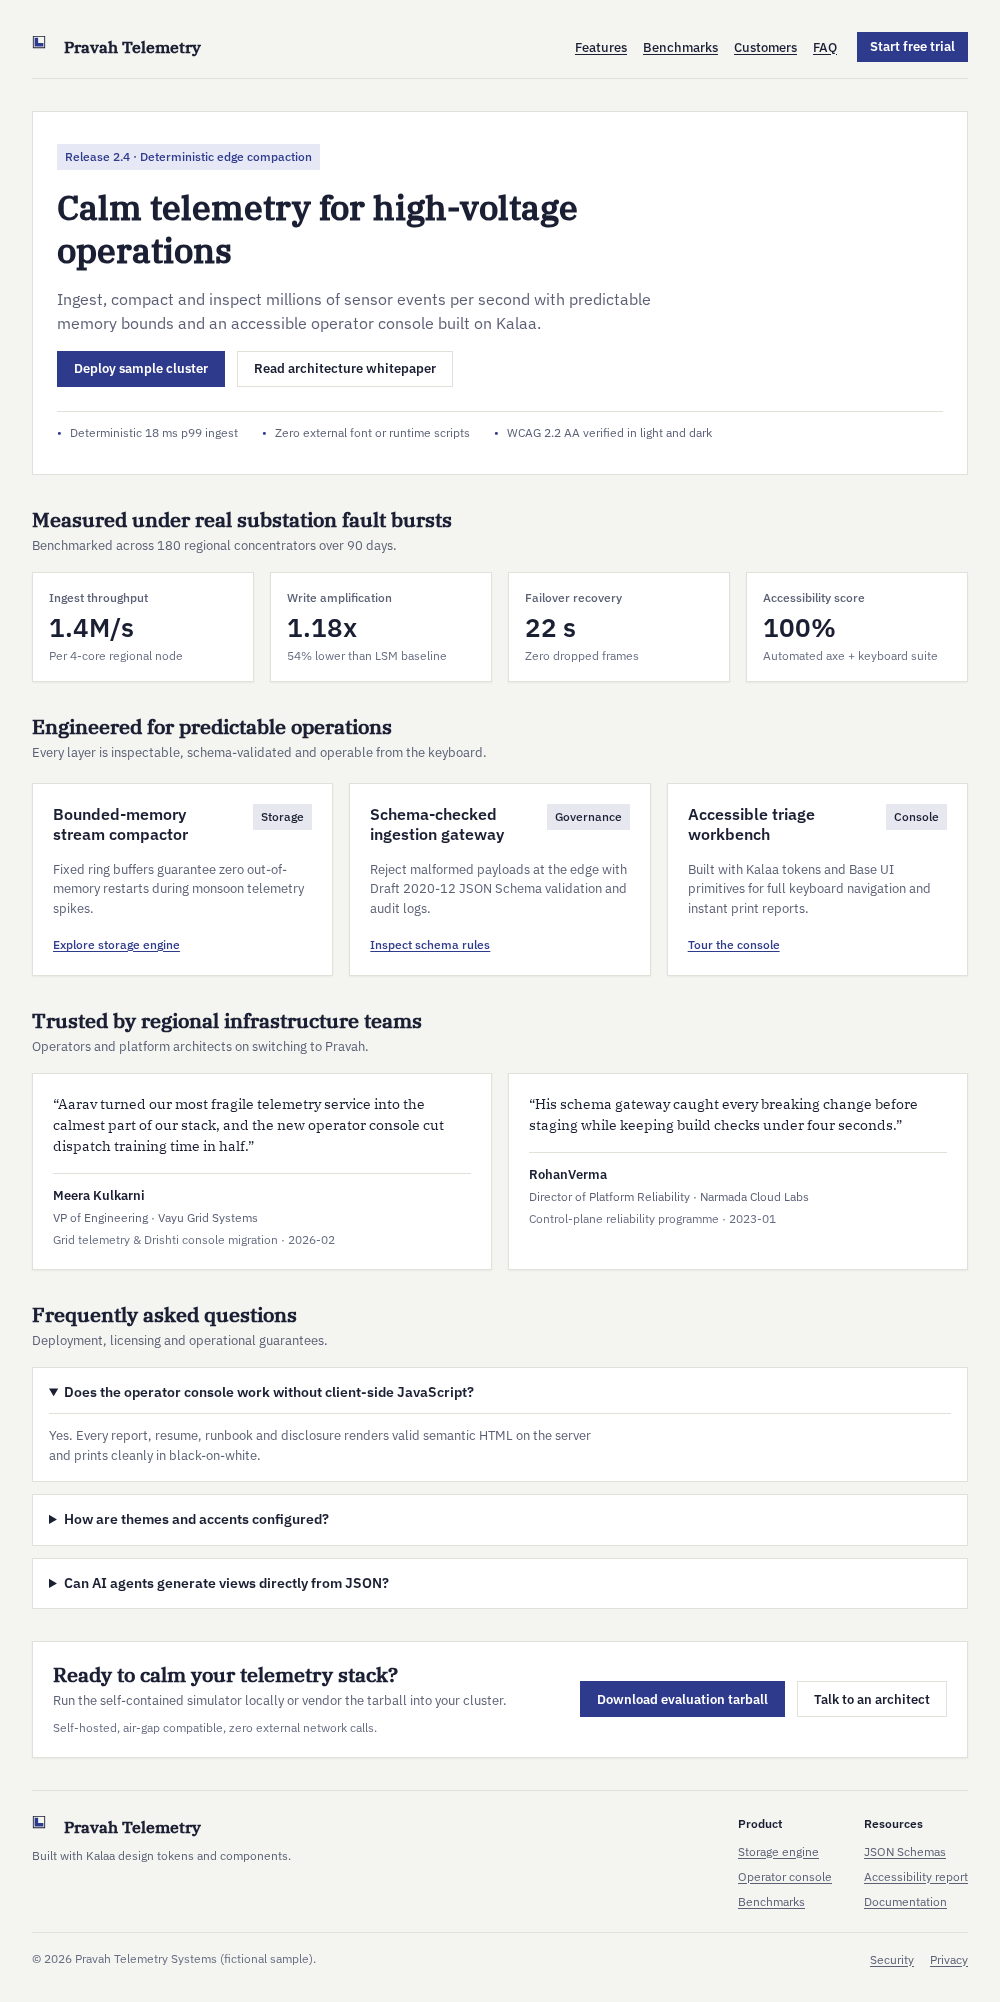 Pravah Telemetry
Features Benchmarks Customers FAQ Start free trial
Release 2.4 · Deterministic edge compaction
Calm telemetry for high-voltage
operations
Ingest, compact and inspect millions of sensor events per second with predictable
memory bounds and an accessible operator console built on Kalaa.
Deploy sample cluster Read architecture whitepaper
• Deterministic 18 ms p99 ingest • Zero external font or runtime scripts • WCAG 2.2 AA verified in light and dark
Measured under real substation fault bursts
Benchmarked across 180 regional concentrators over 90 days.
Ingest throughput
1.4M/s
Per 4-core regional node
Write amplification
1.18x
54% lower than LSM baseline
Failover recovery
22 s
Zero dropped frames
Accessibility score
100%
Automated axe + keyboard suite
Engineered for predictable operations
Every layer is inspectable, schema-validated and operable from the keyboard.
Bounded-memory
stream compactor
Storage
Fixed ring buffers guarantee zero out-of-
memory restarts during monsoon telemetry
spikes.
Explore storage engine
Schema-checked
ingestion gateway
Governance
Reject malformed payloads at the edge with
Draft 2020-12 JSON Schema validation and
audit logs.
Inspect schema rules
Accessible triage
workbench
Console
Built with Kalaa tokens and Base UI
primitives for full keyboard navigation and
instant print reports.
Tour the console
Trusted by regional infrastructure teams
Operators and platform architects on switching to Pravah.
“Aarav turned our most fragile telemetry service into the
calmest part of our stack, and the new operator console cut
dispatch training time in half.”
Meera Kulkarni
VP of Engineering · Vayu Grid Systems
Grid telemetry & Drishti console migration · 2026-02
“His schema gateway caught every breaking change before
staging while keeping build checks under four seconds.”
RohanVerma
Director of Platform Reliability · Narmada Cloud Labs
Control-plane reliability programme · 2023-01
Frequently asked questions
Deployment, licensing and operational guarantees.
▼ Does the operator console work without client-side JavaScript?
Yes. Every report, resume, runbook and disclosure renders valid semantic HTML on the server
and prints cleanly in black-on-white.
▶ How are themes and accents configured?
▶ Can AI agents generate views directly from JSON?
Ready to calm your telemetry stack?
Run the self-contained simulator locally or vendor the tarball into your cluster.
Self-hosted, air-gap compatible, zero external network calls.
Download evaluation tarball Talk to an architect
Pravah Telemetry
Built with Kalaa design tokens and components.
Product
Storage engine
Operator console
Benchmarks
Resources
JSON Schemas
Accessibility report
Documentation
© 2026 Pravah Telemetry Systems (fictional sample).
Security Privacy